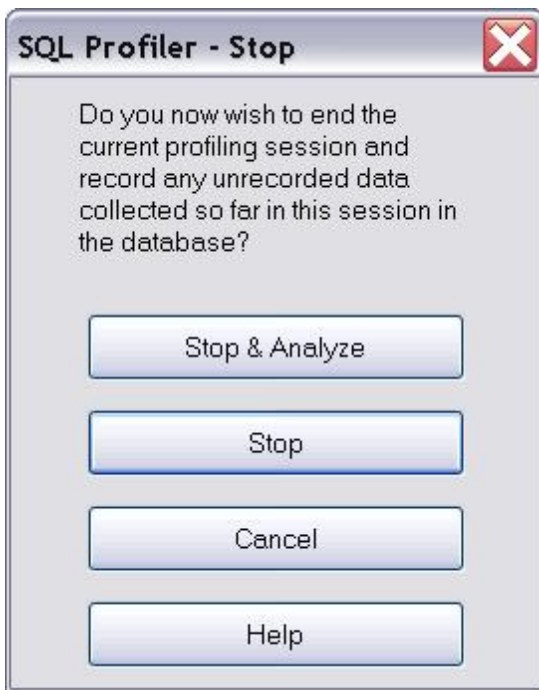 SQL Profiler - Stop
Do you now wish to end the
current profiling session and
record any unrecorded data
collected so far in this session in
the database?
Stop & Analyze
Stop
Cancel
Help